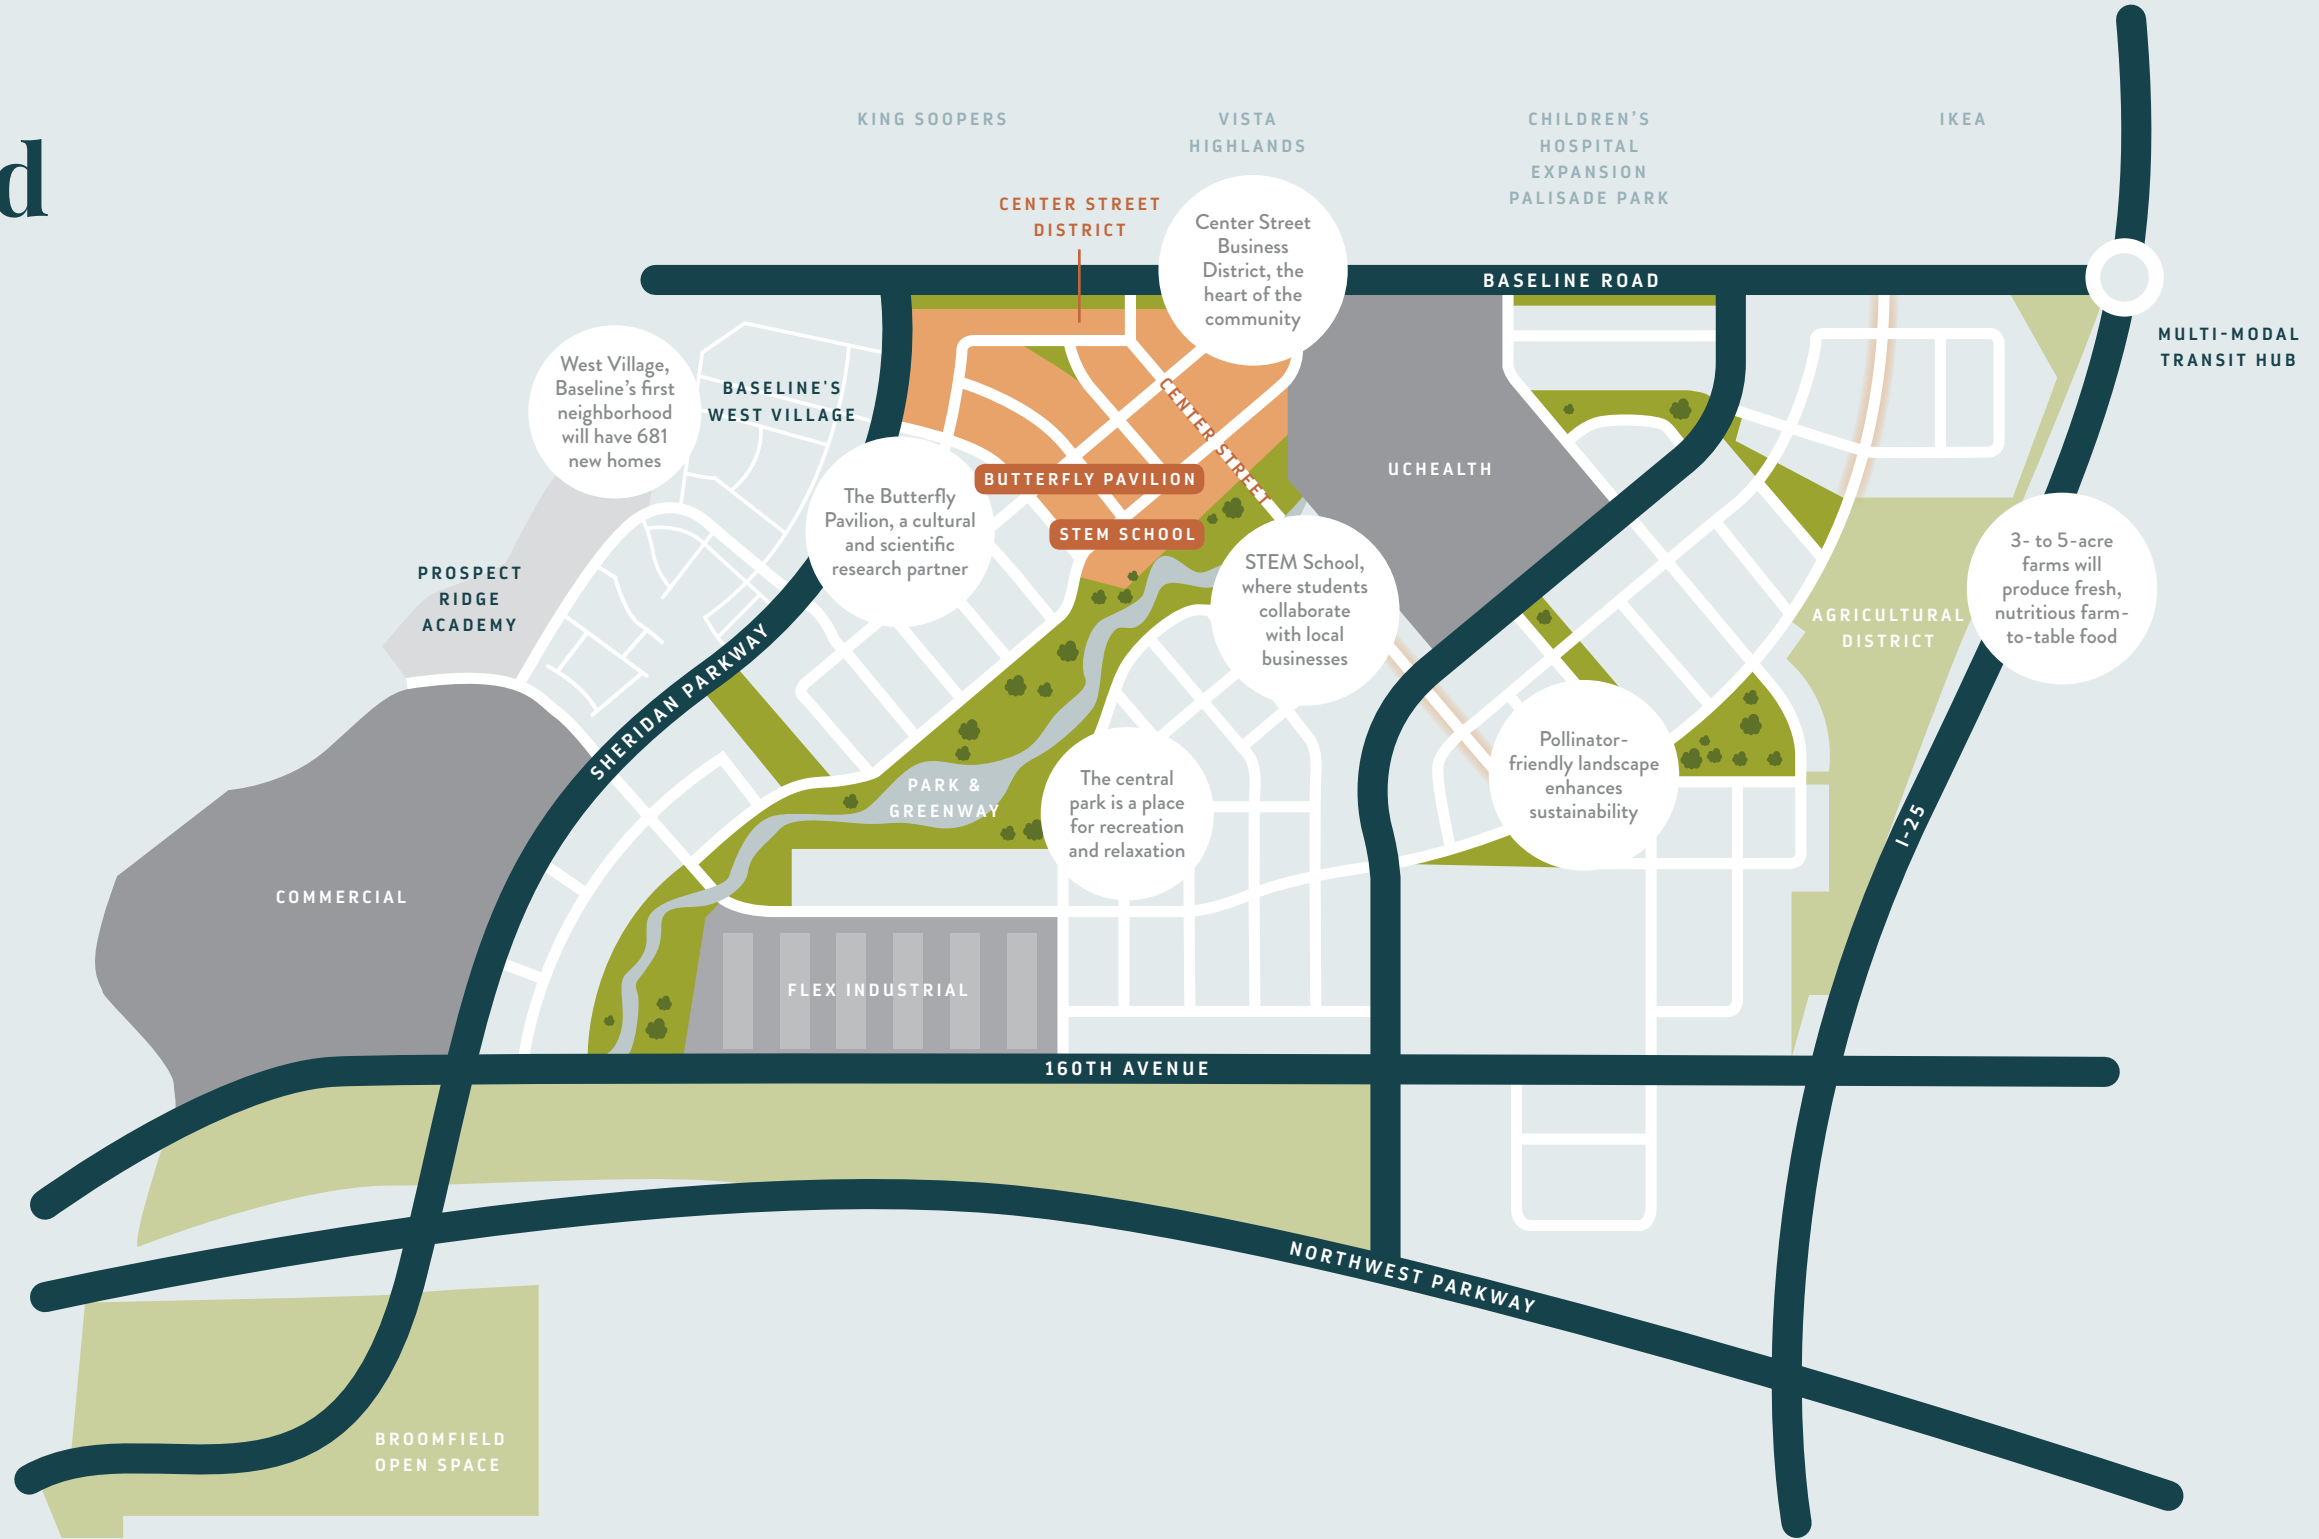 d
KING SOOPERS
VISTA
HIGHLANDS
CHILDREN'S
HOSPITAL
EXPANSION
PALISADE PARK
IKEA
CENTER STREET
DISTRICT
Center Street
Business
District, the
heart of the
community
BASELINE ROAD
MULTI-MODAL
TRANSIT HUB
West Village,
Baseline's first
neighborhood
will have 681
new homes
BASELINE'S
WEST VILLAGE
CENTER STREET
UCHEALTH
BUTTERFLY PAVILION
STEM SCHOOL
The Butterfly
Pavilion, a cultural
and scientific
research partner
STEM School,
where students
collaborate
with local
businesses
3- to 5-acre
farms will
produce fresh,
nutritious farm-
to-table food
PROSPECT
RIDGE
ACADEMY
AGRICULTURAL
DISTRICT
SHERIDAN PARKWAY
PARK &
GREENWAY
The central
park is a place
for recreation
and relaxation
Pollinator-
friendly landscape
enhances
sustainability
I-25
COMMERCIAL
FLEX INDUSTRIAL
160TH AVENUE
NORTHWEST PARKWAY
BROOMFIELD
OPEN SPACE